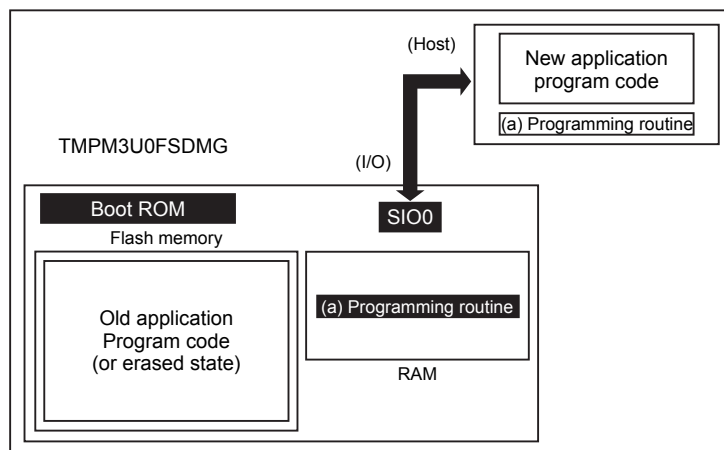 (Host)
New application
program code
(a) Programming routine
TMPM3U0FSDMG
(I/O)
Boot ROM
SIO0
Flash memory
Old application
Program code
(or erased state)
(a) Programming routine
RAM